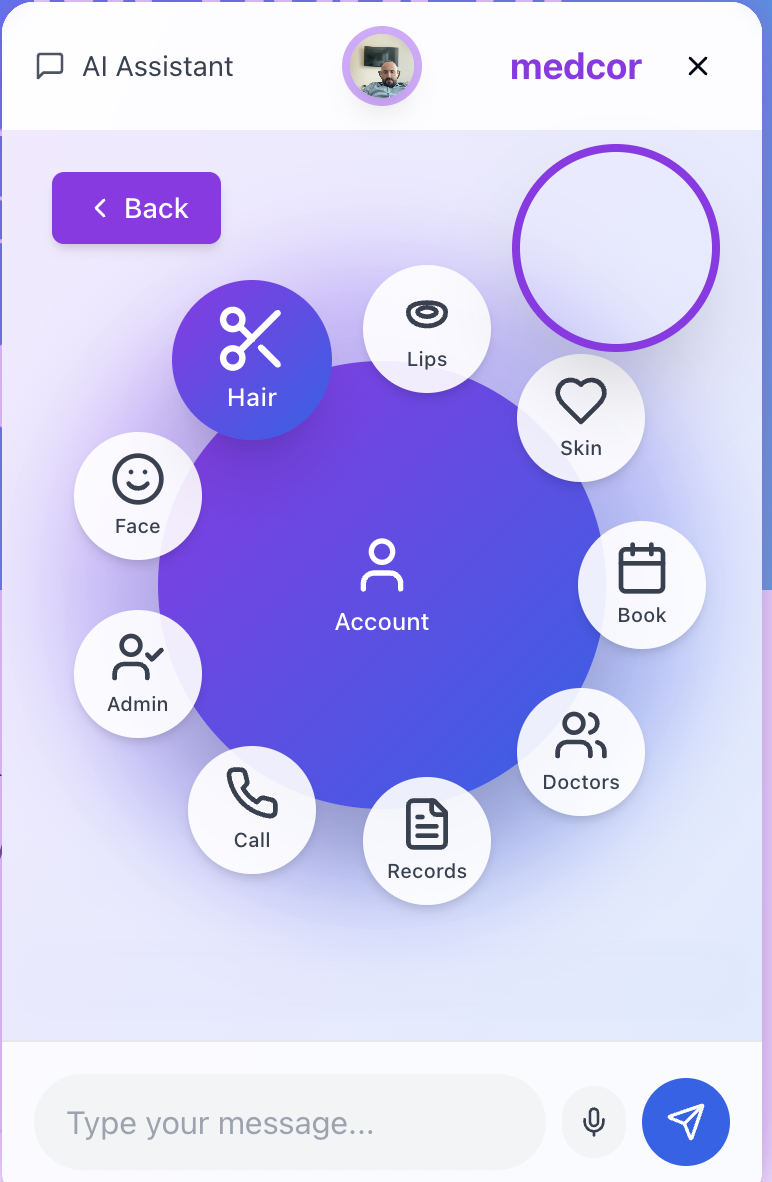 AI Assistant
medcor
Back
Hair
Lips
Skin
Face
Book
Account
Admin
Doctors
Call
Records
Type your message...